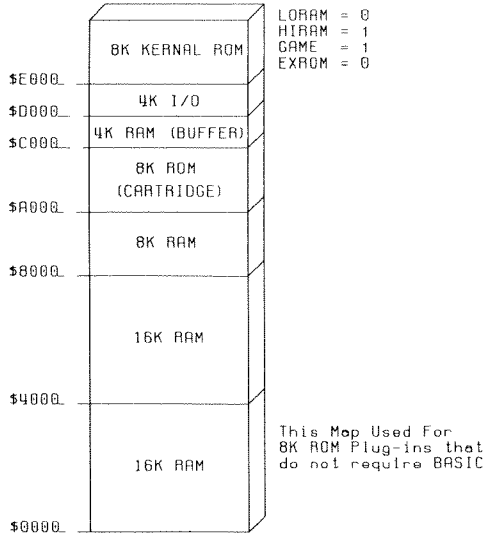 LORAM = 0
HIRAM = 1
GAME = 1
EXROM = 0
8K KERNAL ROM
$E000
4K I/O
$D000
4K RAM (BUFFER)
$C000
8K ROM
(CARTRIDGE)
$A000
8K RAM
$8000
16K RAM
$4000
This Map Used For
8K ROM Plug-ins that
do not require BASIC
16K RAM
$0000